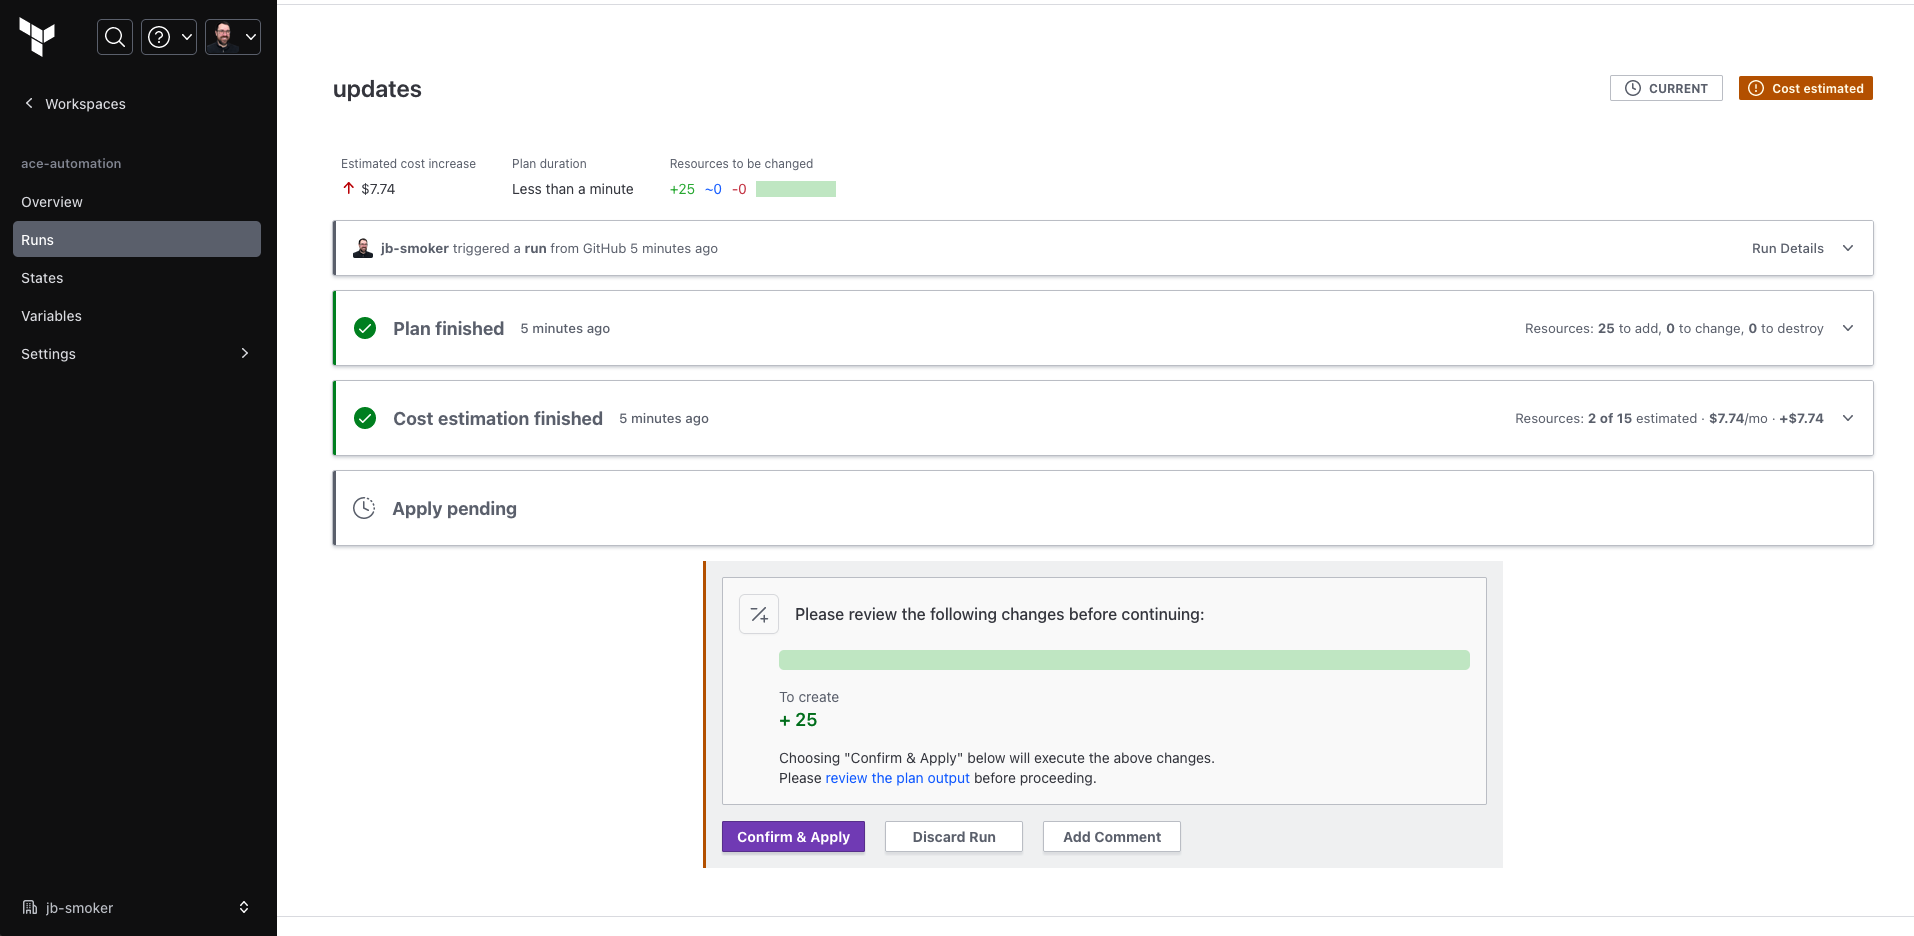 Workspaces
ace-automation
Overview
Runs
States
Variables
Settings
jb-smoker
updates
CURRENT
Cost estimated
Estimated cost increase
$7.74
Plan duration
Less than a minute
Resources to be changed
+25 ~0 -0
jb-smoker triggered a run from GitHub 5 minutes ago
Run Details
Plan finished 5 minutes ago
Resources: 25 to add, 0 to change, 0 to destroy
Cost estimation finished 5 minutes ago
Resources: 2 of 15 estimated · $7.74/mo · +$7.74
Apply pending
Please review the following changes before continuing:
To create
+ 25
Choosing "Confirm & Apply" below will execute the above changes.
Please review the plan output before proceeding.
Confirm & Apply
Discard Run
Add Comment